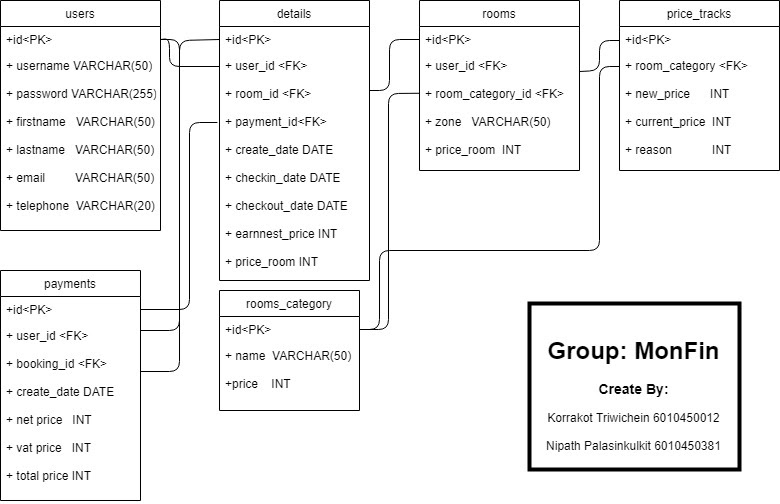 users
+id<PK>
+ username VARCHAR(50)
+ password VARCHAR(255)
+ firstname VARCHAR(50)
+ lastname VARCHAR(50)
+ email VARCHAR(50)
+ telephone VARCHAR(20)
details
+id<PK>
+ user_id <FK>
+ room_id <FK>
+ payment_id<FK>
+ create_date DATE
+ checkin_date DATE
+ checkout_date DATE
+ earnnest_price INT
+ price_room INT
rooms
+id<PK>
+ user_id <FK>
+ room_category_id <FK>
+ zone VARCHAR(50)
+ price_room INT
price_tracks
+id<PK>
+ room_category <FK>
+ new_price INT
+ current_price INT
+ reason INT
payments
+id<PK>
+ user_id <FK>
+ booking_id <FK>
+ create_date DATE
+ net price INT
+ vat price INT
+ total price INT
rooms_category
+id<PK>
+ name VARCHAR(50)
+price INT
Group: MonFin
Create By:
Korrakot Triwichein 6010450012
Nipath Palasinkulkit 6010450381